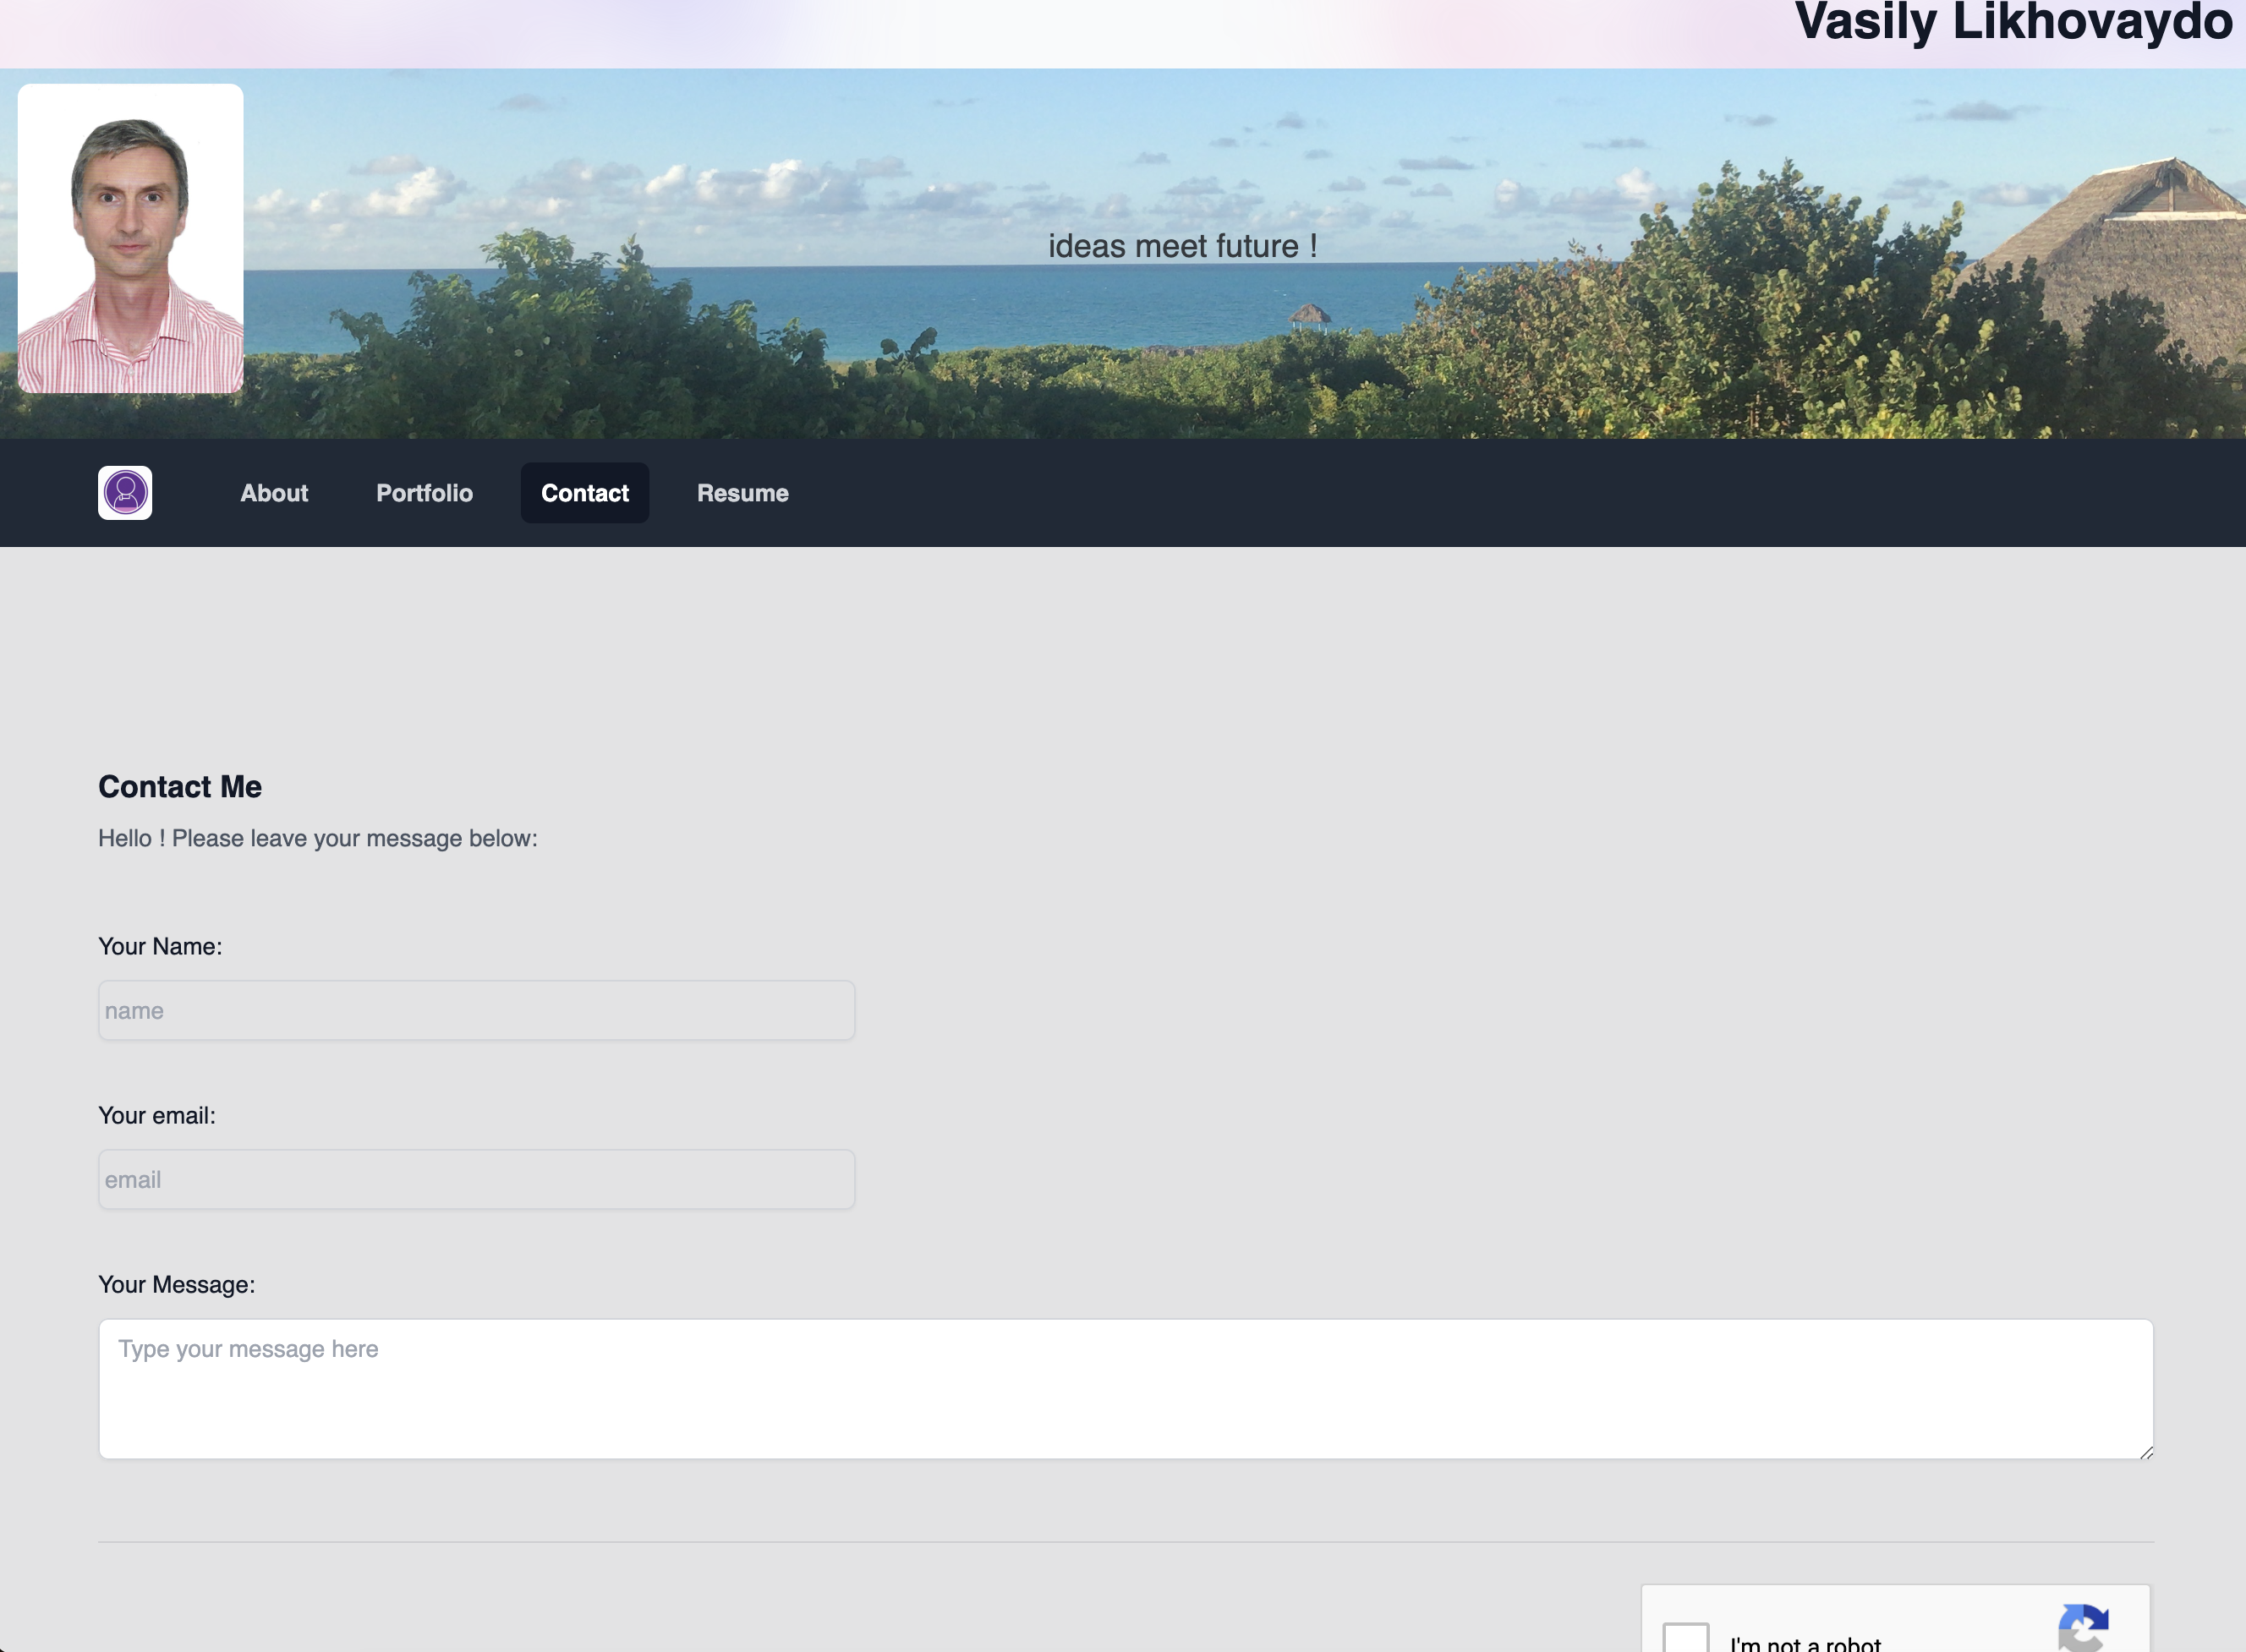 Vasily Likhovaydo
ideas meet future !
About Portfolio Contact Resume
Contact Me
Hello ! Please leave your message below:
Your Name:
name
Your email:
email
Your Message:
Type your message here
I'm not a robot